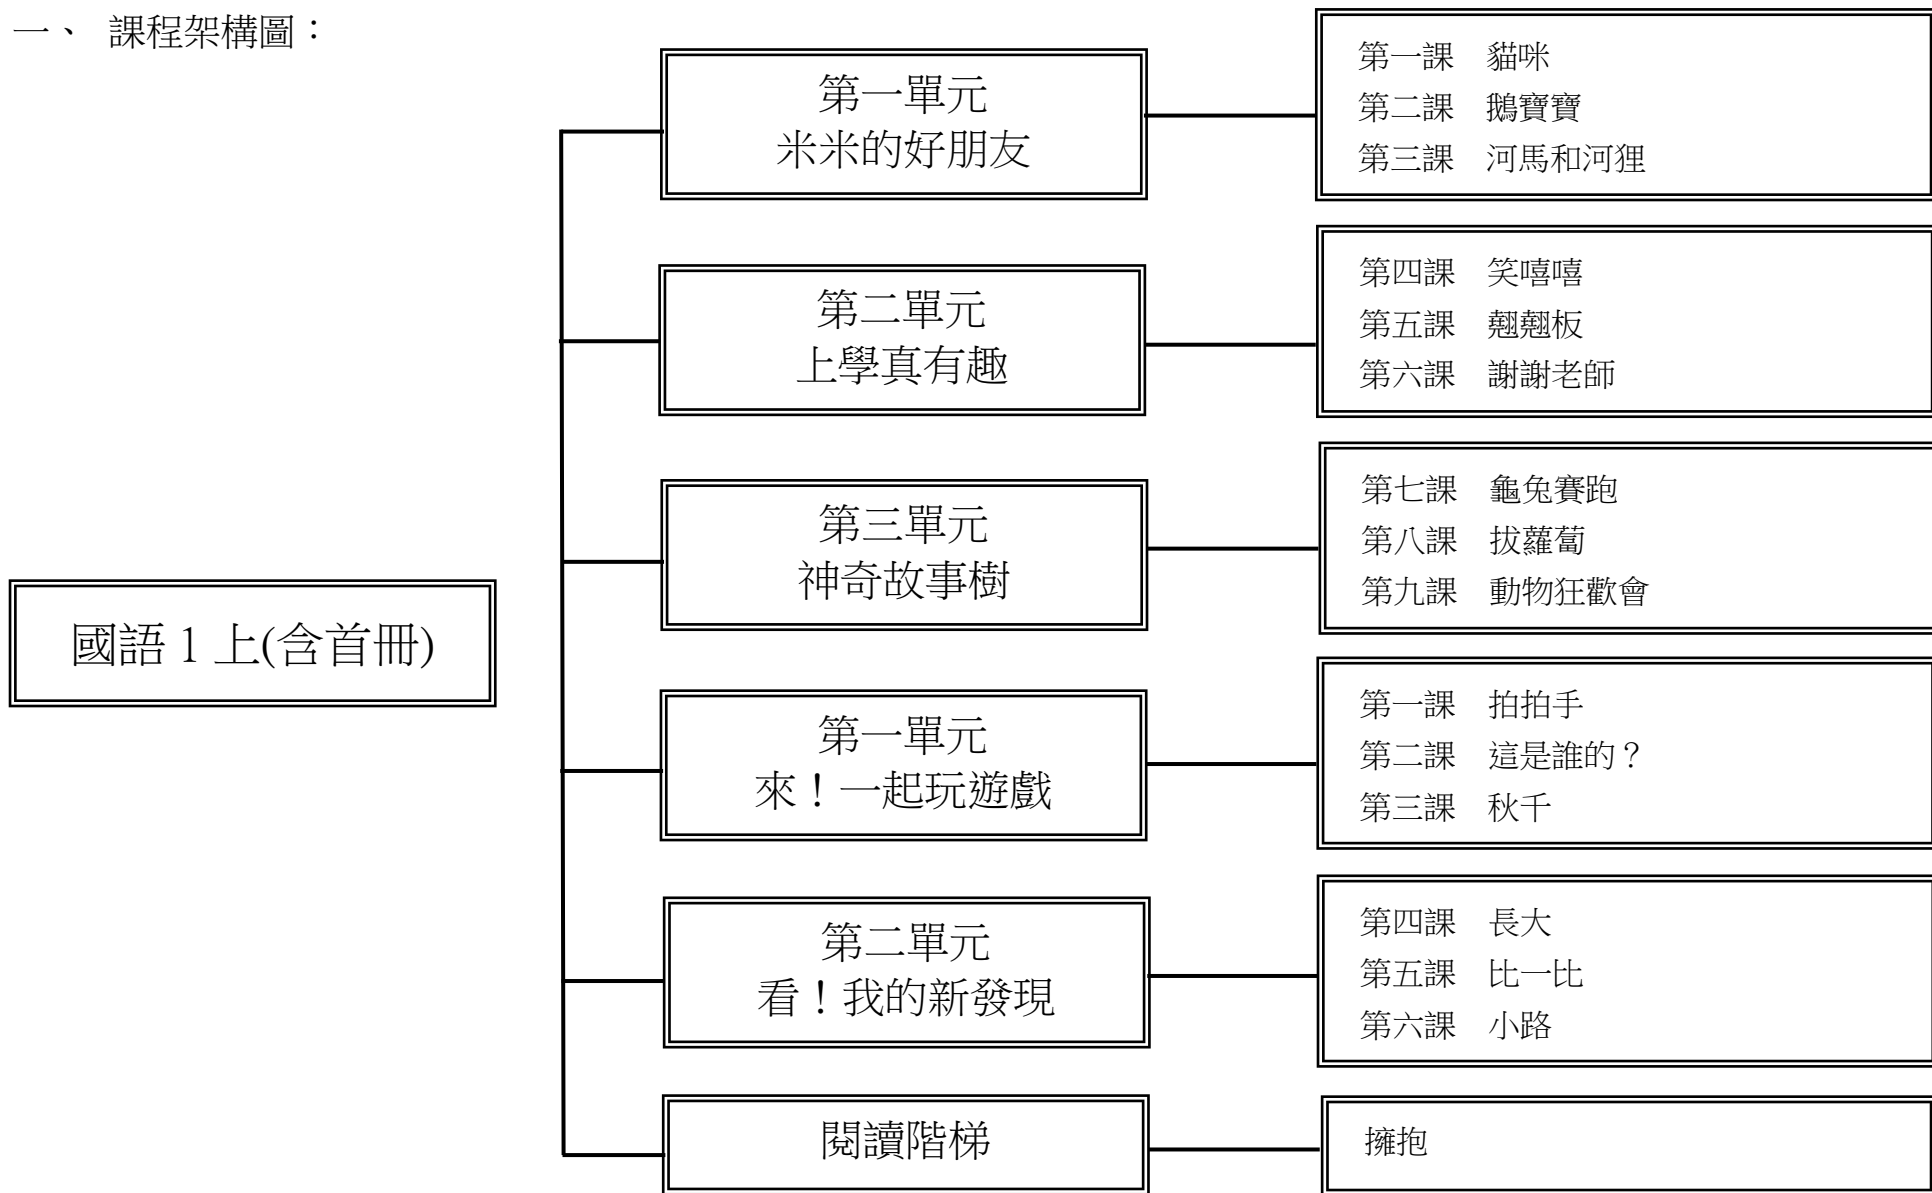 一、 課程架構圖：
國語 1 上(含首冊)
第一單元
米米的好朋友
第一課 貓咪
第二課 鵝寶寶
第三課 河馬和河狸
第二單元
上學真有趣
第四課 笑嘻嘻
第五課 翹翹板
第六課 謝謝老師
第三單元
神奇故事樹
第七課 龜兔賽跑
第八課 拔蘿蔔
第九課 動物狂歡會
第一單元
來！一起玩遊戲
第一課 拍拍手
第二課 這是誰的？
第三課 秋千
第二單元
看！我的新發現
第四課 長大
第五課 比一比
第六課 小路
閱讀階梯
擁抱